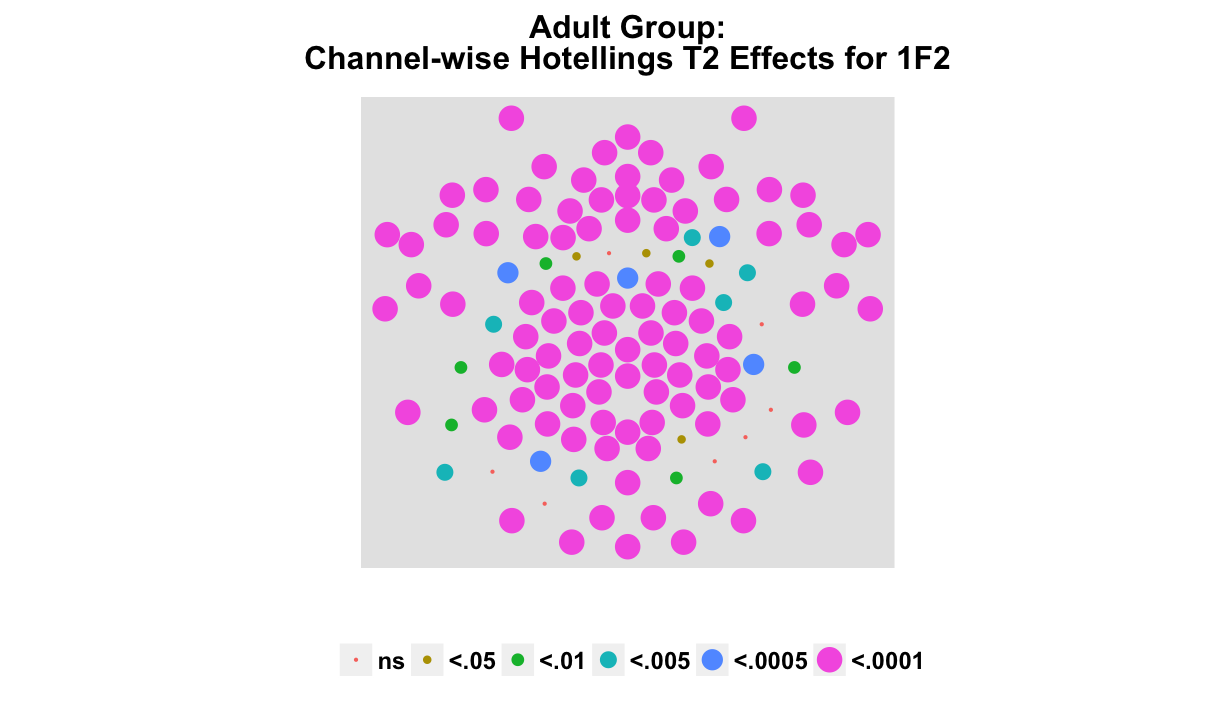 Adult Group:
Channel-wise Hotellings T2 Effects for 1F2
ns <.05 <.01 <.005 <.0005 <.0001